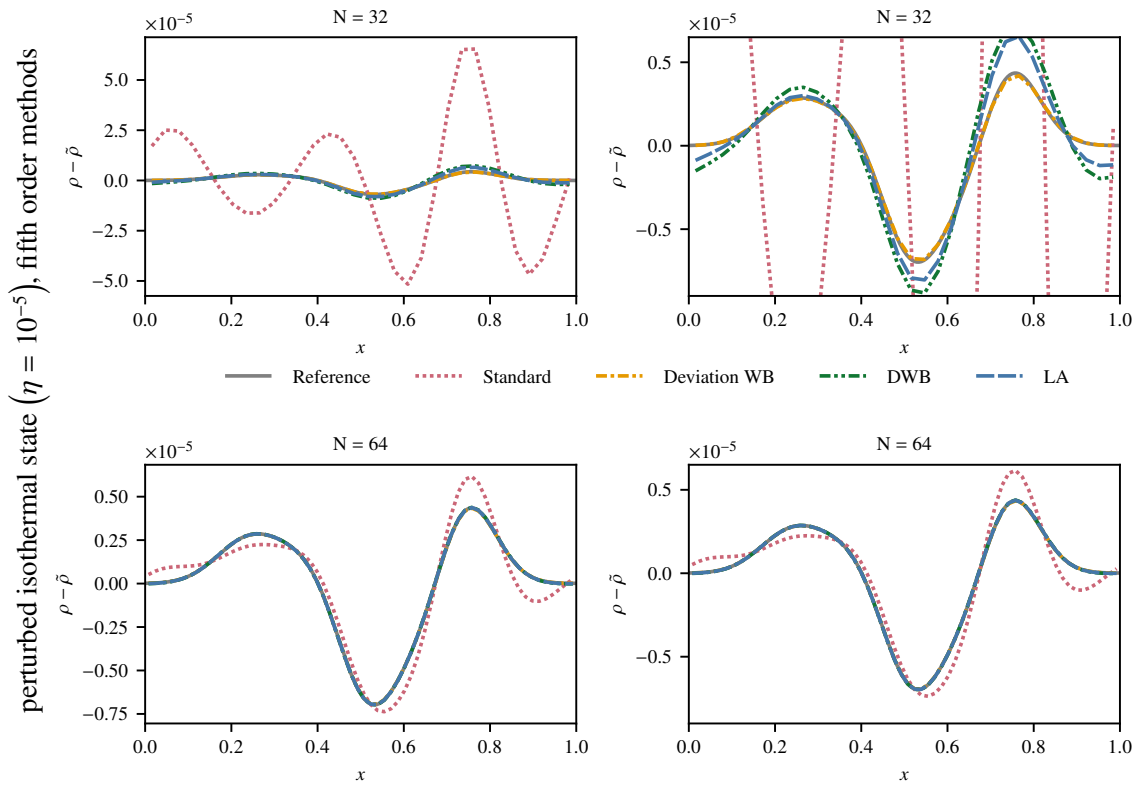 perturbed isothermal state (η = 10⁻⁵), fifth order methods
N = 32
×10⁻⁵
5.0
2.5
0.0
−2.5
−5.0
ρ − ρ̃
0.0 0.2 0.4 0.6 0.8 1.0
x
N = 32
×10⁻⁵
0.5
0.0
−0.5
ρ − ρ̃
0.0 0.2 0.4 0.6 0.8 1.0
x
Reference Standard Deviation WB DWB LA
N = 64
×10⁻⁵
0.50
0.25
0.00
−0.25
−0.50
−0.75
ρ − ρ̃
0.0 0.2 0.4 0.6 0.8 1.0
x
N = 64
×10⁻⁵
0.5
0.0
−0.5
ρ − ρ̃
0.0 0.2 0.4 0.6 0.8 1.0
x